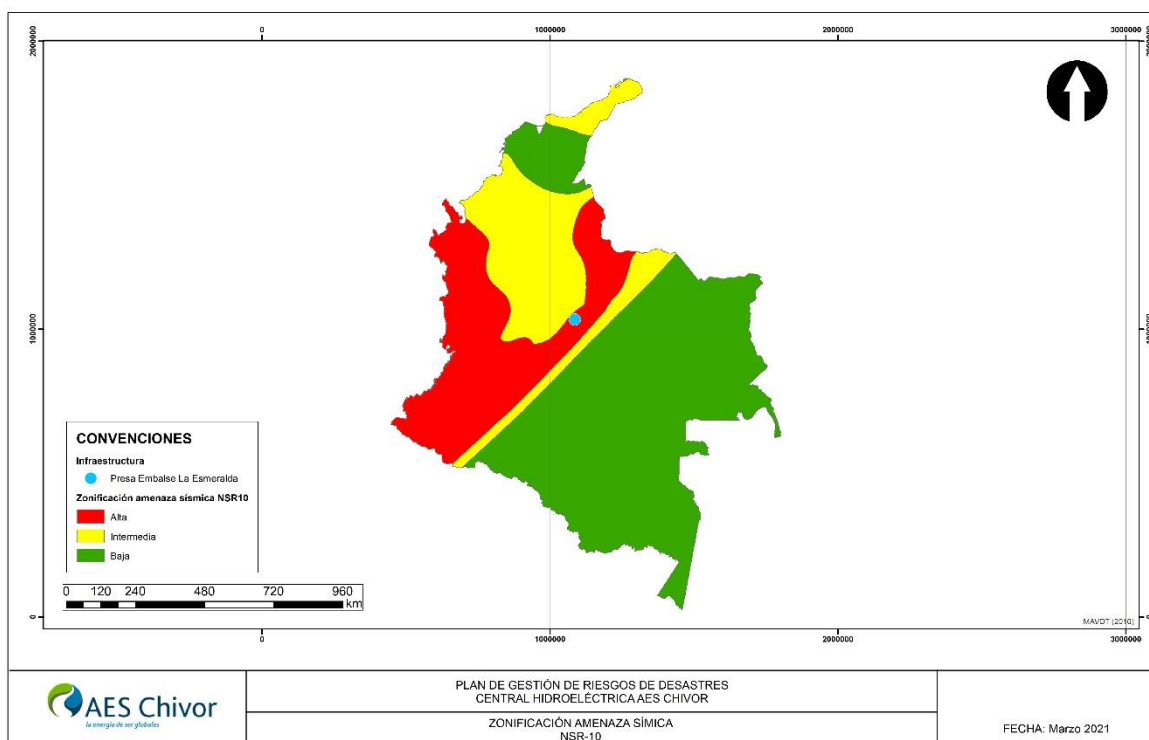 0
1000000
2000000
3000000
2000000
2000000
1000000
1000000
CONVENCIONES
Infraestructura
Presa Embalse La Esmeralda
Zonificación amenaza sísmica NSR10
Alta
Intermedia
Baja
0 120 240 480 720 960
km
MAVDT (2010)
0
0
0
1000000
2000000
3000000
AES Chivor
la energía de ser globales
PLAN DE GESTIÓN DE RIESGOS DE DESASTRES
CENTRAL HIDROELÉCTRICA AES CHIVOR
ZONIFICACIÓN AMENAZA SÍMICA
NSR-10
FECHA: Marzo 2021